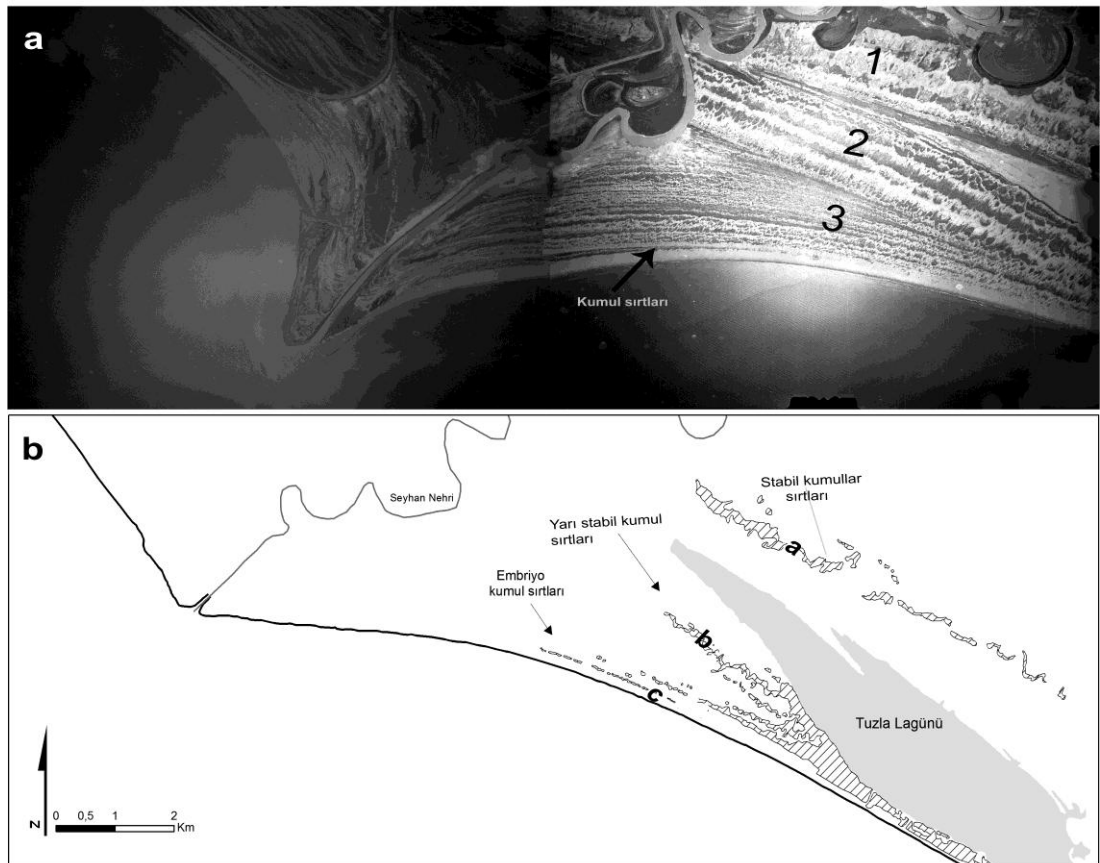 a
1
2
3
Kumul sırtları
b
Seyhan Nehri
Stabil kumullar
sırtları
a
Yarı stabil kumul
sırtları
Embriyo
kumul sırtları
b
c
Tuzla Lagünü
N
0 0,5 1 2
Km